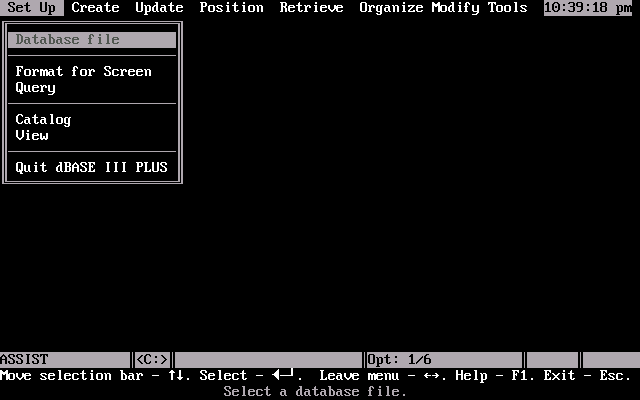 Set Up Create Update Position Retrieve Organize Modify Tools 10:39:18 pm
Database file
Format for Screen
Query
Catalog
View
Quit dBASE III PLUS
ASSIST <C:> Opt: 1/6
Move selection bar - ↑↓. Select - ◄─┘. Leave menu - ↔. Help - F1. Exit - Esc.
Select a database file.